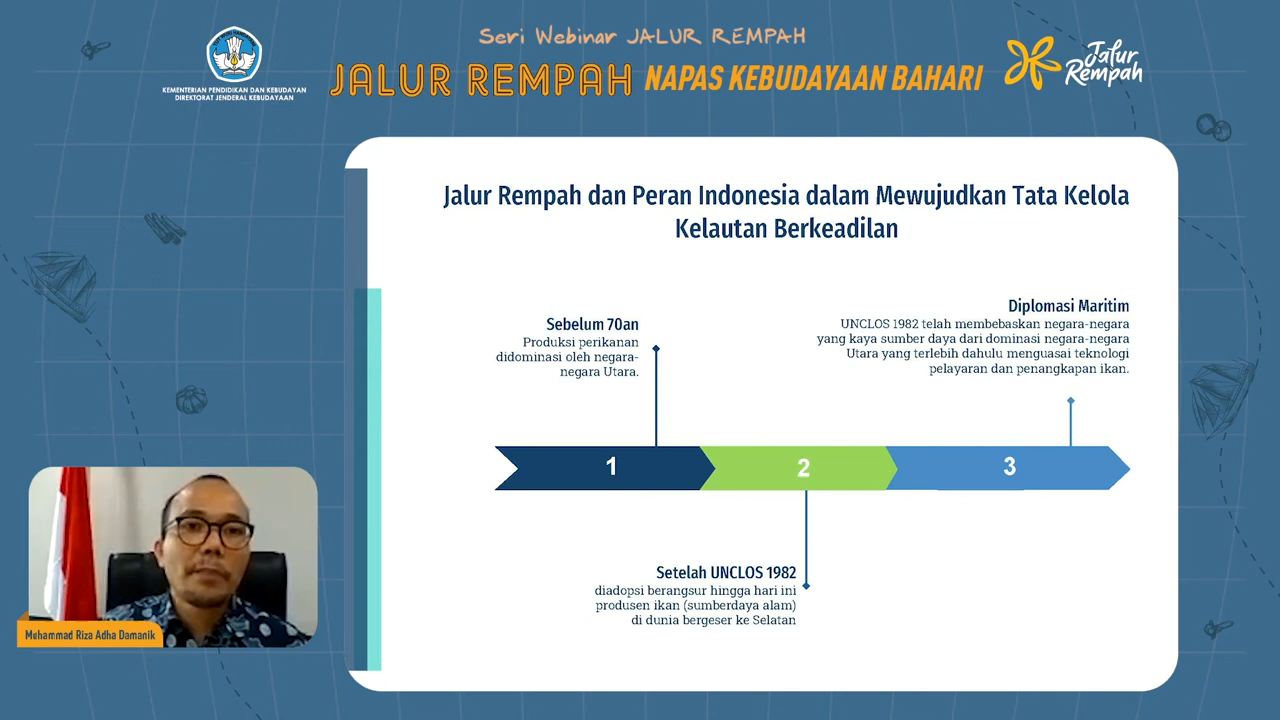 Seri Webinar JALUR REMPAH
JALUR REMPAH NAPAS KEBUDAYAAN BAHARI
KEMENTERIAN PENDIDIKAN DAN KEBUDAYAAN
DIREKTORAT JENDERAL KEBUDAYAAN
Jalur
Rempah
Jalur Rempah dan Peran Indonesia dalam Mewujudkan Tata Kelola
Kelautan Berkeadilan
Sebelum 70an
Produksi perikanan
didominasi oleh negara-
negara Utara.
Diplomasi Maritim
UNCLOS 1982 telah membebaskan negara-negara
yang kaya sumber daya dari dominasi negara-negara
Utara yang terlebih dahulu menguasai teknologi
pelayaran dan penangkapan ikan.
1
2
3
Setelah UNCLOS 1982
diadopsi berangsur hingga hari ini
produsen ikan (sumberdaya alam)
di dunia bergeser ke Selatan
Muhammad Riza Adha Damanik